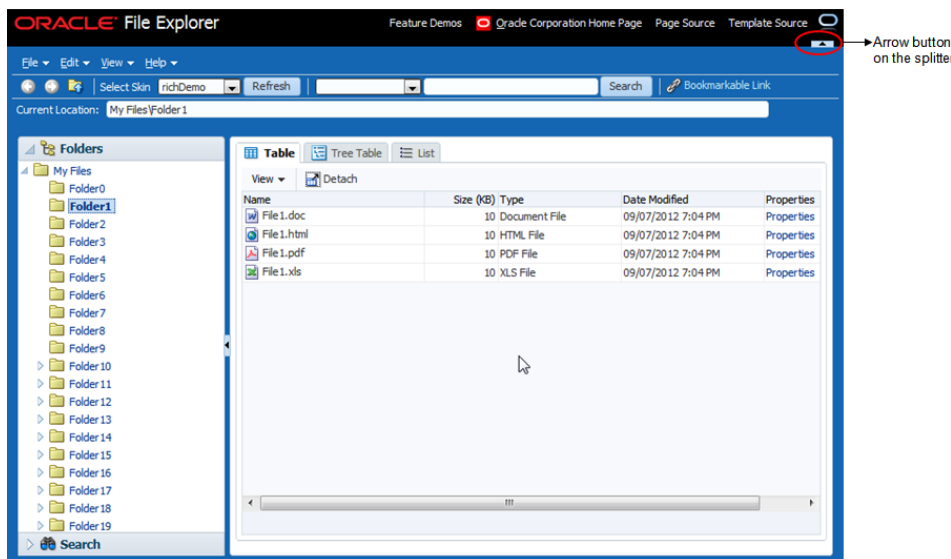 ORACLE File Explorer
Feature Demos Oracle Corporation Home Page Page Source Template Source
Arrow button
on the splitter
File Edit View Help
Select Skin richDemo Refresh Search Bookmarkable Link
Current Location: My Files\Folder1
Folders
My Files
Folder0
Folder1
Folder2
Folder3
Folder4
Folder5
Folder6
Folder7
Folder8
Folder9
Folder10
Folder11
Folder12
Folder13
Folder14
Folder15
Folder16
Folder17
Folder18
Folder19
Search
Table Tree Table List
View Detach
Name Size (KB) Type Date Modified Properties
File1.doc 10 Document File 09/07/2012 7:04 PM Properties
File1.html 10 HTML File 09/07/2012 7:04 PM Properties
File1.pdf 10 PDF File 09/07/2012 7:04 PM Properties
File1.xls 10 XLS File 09/07/2012 7:04 PM Properties